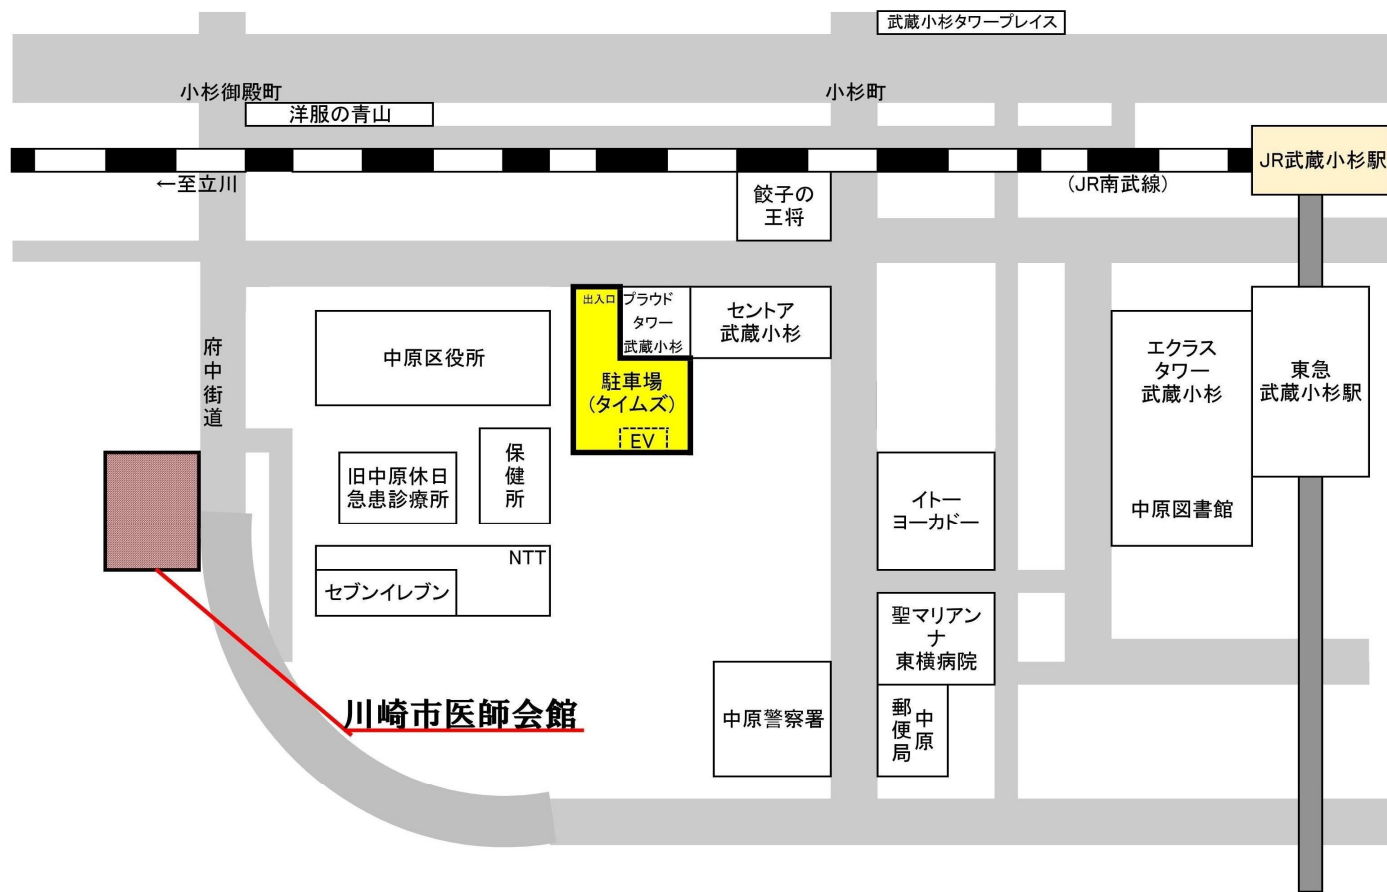 武蔵小杉タワープレイス
小杉御殿町
小杉町
洋服の青山
JR武蔵小杉駅
←至立川
(JR南武線)
餃子の
王将
出入口
プラウド
タワー
武蔵小杉
セントア
武蔵小杉
中原区役所
府中街道
駐車場
(タイムズ)
EV
エクラス
タワー
武蔵小杉
東急
武蔵小杉駅
保健所
旧中原休日
急患診療所
イトー
ヨーカドー
中原図書館
NTT
セブンイレブン
聖マリアン
ナ
東横病院
川崎市医師会館
中原警察署
中原
郵便局